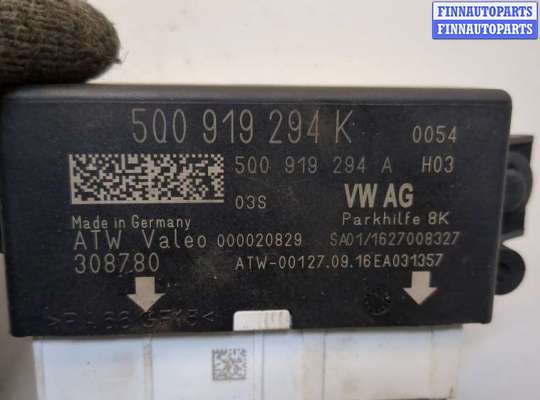 FINNAUTOPARTS
FINNAUTOPARTS
5Q0 919 294 K 0054
5Q0 919 294 A H03
03S VW AG
Made in Germany Parkhilfe 8K
ATW Valeo 000020829 SA01/1627008327
308780 ATW-00127.09.16EA031357